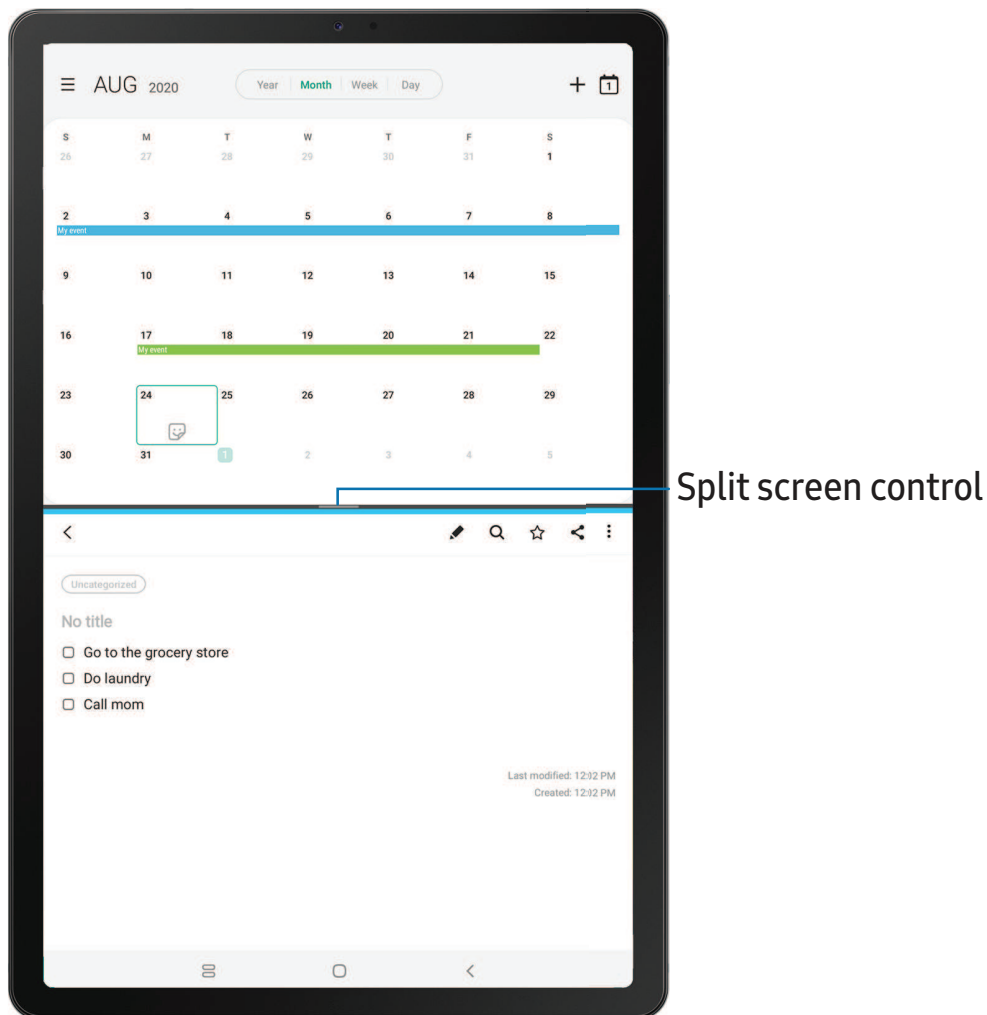 AUG 2020
Year Month Week Day
1
S M T W T F S
26 27 28 29 30 31 1
2 3 4 5 6 7 8
My event
9 10 11 12 13 14 15
16 17 18 19 20 21 22
My event
23 24 25 26 27 28 29
30 31 1 2 3 4 5
Split screen control
Uncategorized
No title
Go to the grocery store
Do laundry
Call mom
Last modified: 12:02 PM
Created: 12:02 PM